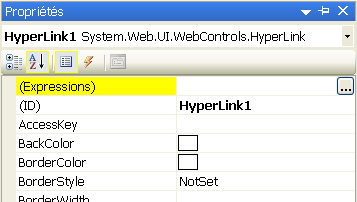 Propriétés
HyperLink1 System.Web.UI.WebControls.HyperLink
(Expressions) ...
(ID) HyperLink1
AccessKey
BackColor
BorderColor
BorderStyle NotSet
BorderWidth